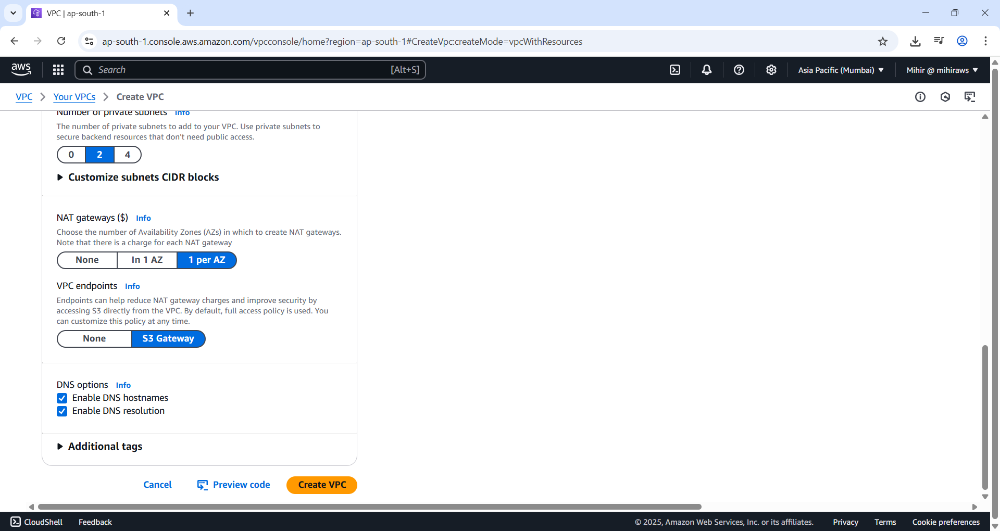 VPC | ap-south-1
ap-south-1.console.aws.amazon.com/vpcconsole/home?region=ap-south-1#CreateVpc:createMode=vpcWithResources
aws
Search
[Alt+S]
Asia Pacific (Mumbai)
Mihir @ mihiraws
VPC
Your VPCs
Create VPC
Number of private subnets Info
The number of private subnets to add to your VPC. Use private subnets to
secure backend resources that don't need public access.
0 2 4
Customize subnets CIDR blocks
NAT gateways ($) Info
Choose the number of Availability Zones (AZs) in which to create NAT gateways.
Note that there is a charge for each NAT gateway
None In 1 AZ 1 per AZ
VPC endpoints Info
Endpoints can help reduce NAT gateway charges and improve security by
accessing S3 directly from the VPC. By default, full access policy is used. You
can customize this policy at any time.
None S3 Gateway
DNS options Info
Enable DNS hostnames
Enable DNS resolution
Additional tags
Cancel Preview code Create VPC
CloudShell Feedback © 2025, Amazon Web Services, Inc. or its affiliates. Privacy Terms Cookie preferences